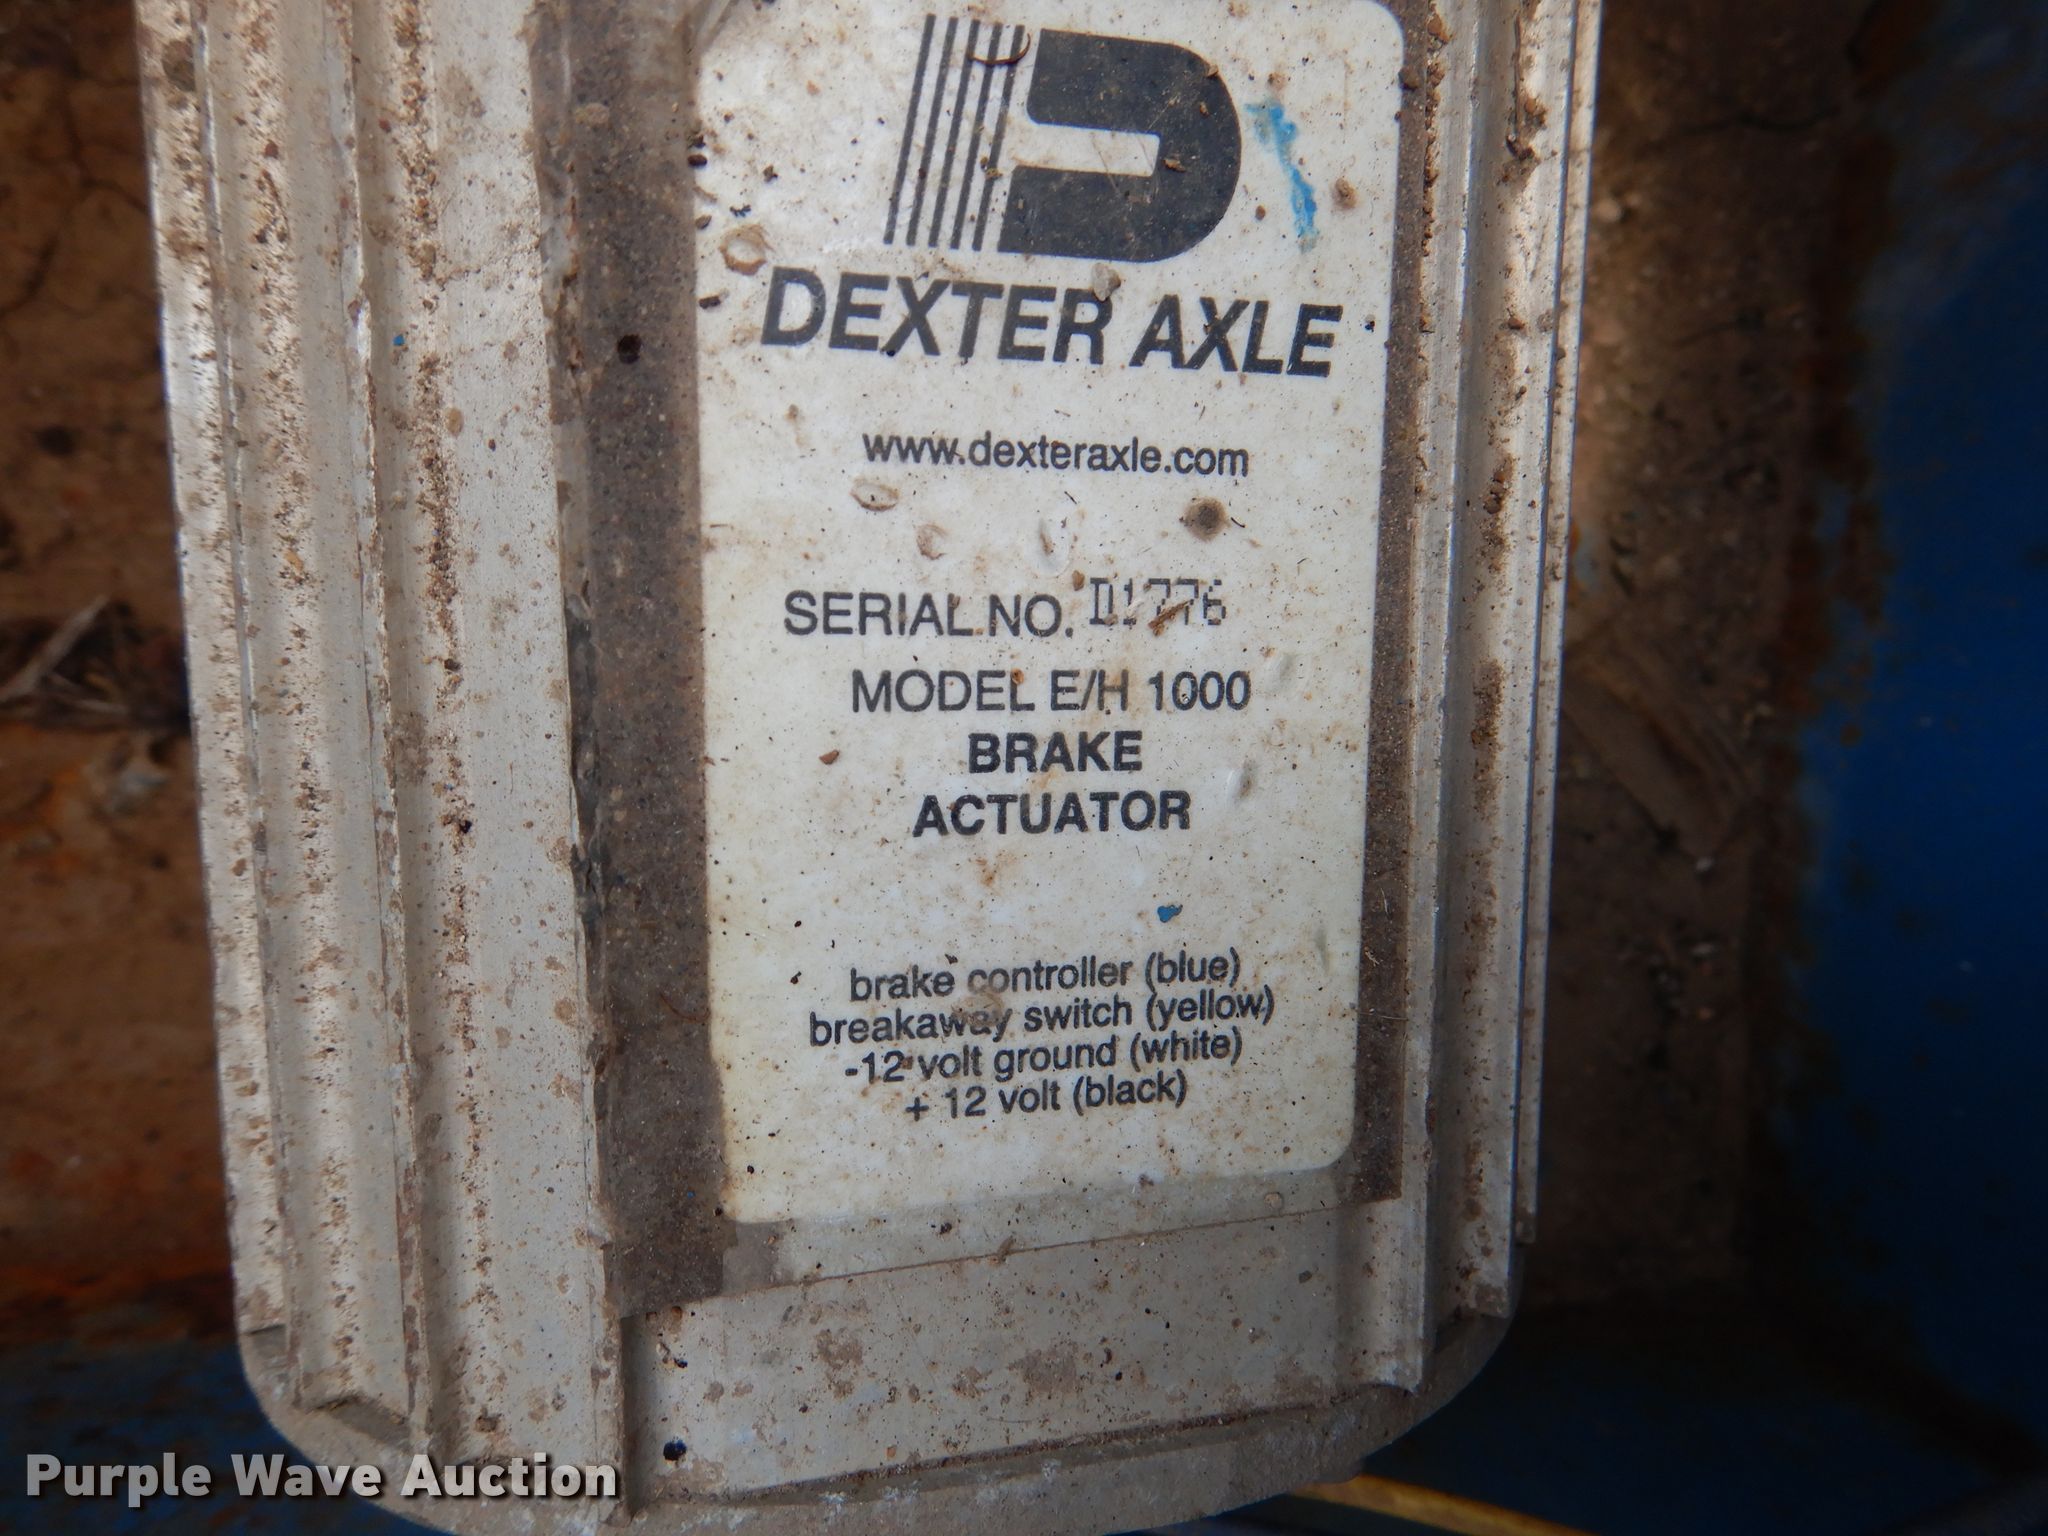 DEXTER AXLE
www.dexteraxle.com
SERIAL NO. D1776
MODEL E/H 1000
BRAKE
ACTUATOR
brake controller (blue)
breakaway switch (yellow)
-12 volt ground (white)
+ 12 volt (black)
Purple Wave Auction